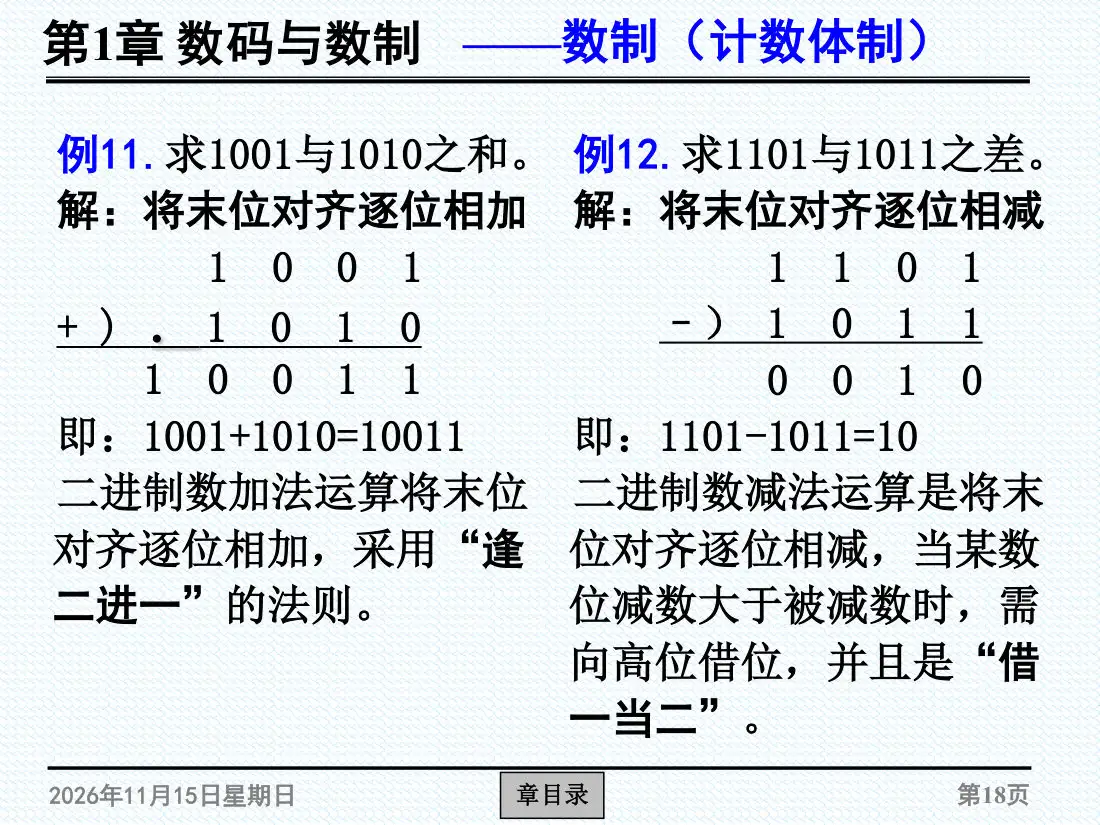 第1章 数码与数制 ——数制（计数体制）
例11.求1001与1010之和。
解：将末位对齐逐位相加
1 0 0 1
+ ) . 1 0 1 0
1 0 0 1 1
即：1001+1010=10011
二进制数加法运算将末位
对齐逐位相加，采用“逢
二进一”的法则。
例12.求1101与1011之差。
解：将末位对齐逐位相减
1 1 0 1
-） 1 0 1 1
0 0 1 0
即：1101-1011=10
二进制数减法运算是将末
位对齐逐位相减，当某数
位减数大于被减数时，需
向高位借位，并且是“借
一当二”。
2026年11月15日星期日
章目录
第18页